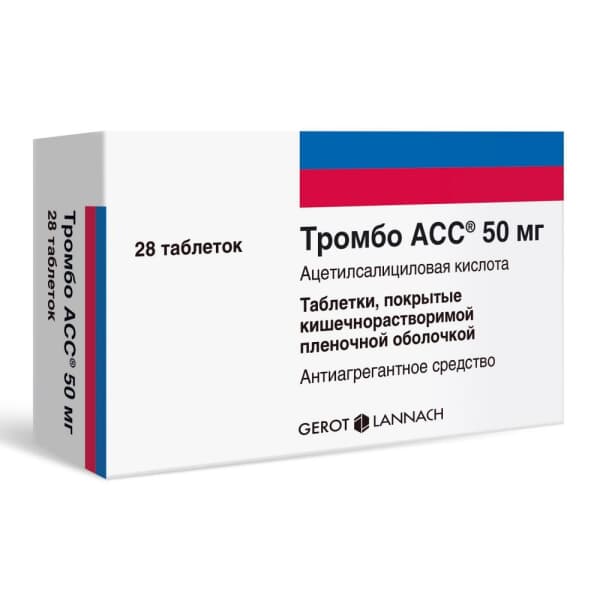 Тромбо АСС® 50 мг
28 таблеток
28 таблеток
Тромбо АСС® 50 мг
Ацетилсалициловая кислота
Таблетки, покрытые
кишечнорастворимой
пленочной оболочкой
Антиагрегантное средство
GEROT LANNACH